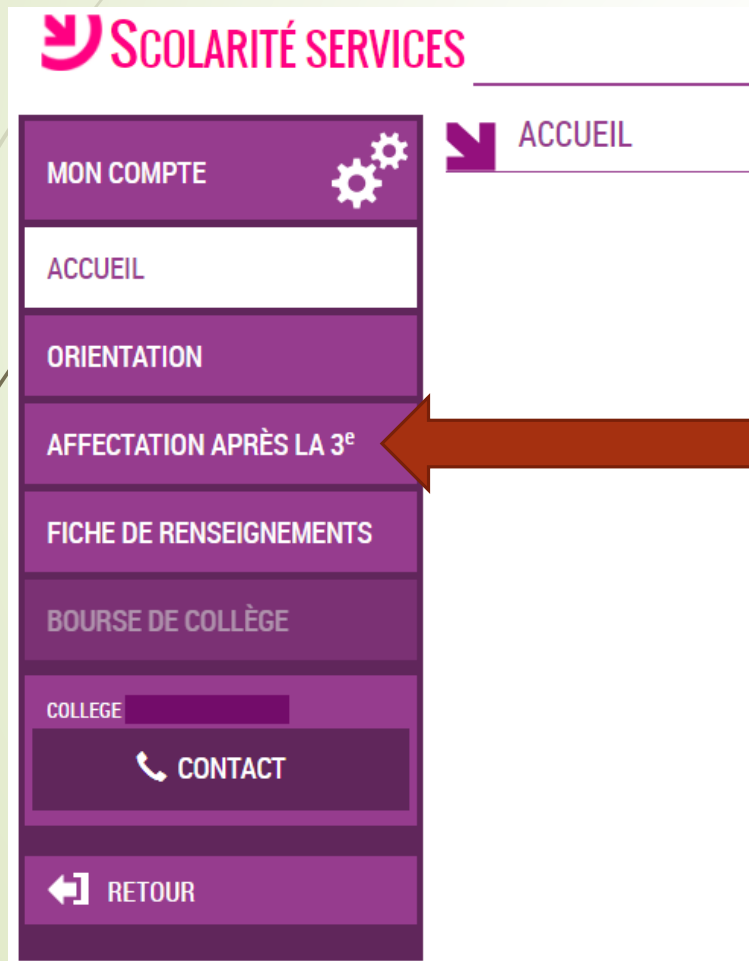 SCOLARITÉ SERVICES
MON COMPTE
ACCUEIL
ACCUEIL
ORIENTATION
AFFECTATION APRÈS LA 3e
FICHE DE RENSEIGNEMENTS
BOURSE DE COLLÈGE
COLLEGE
CONTACT
RETOUR